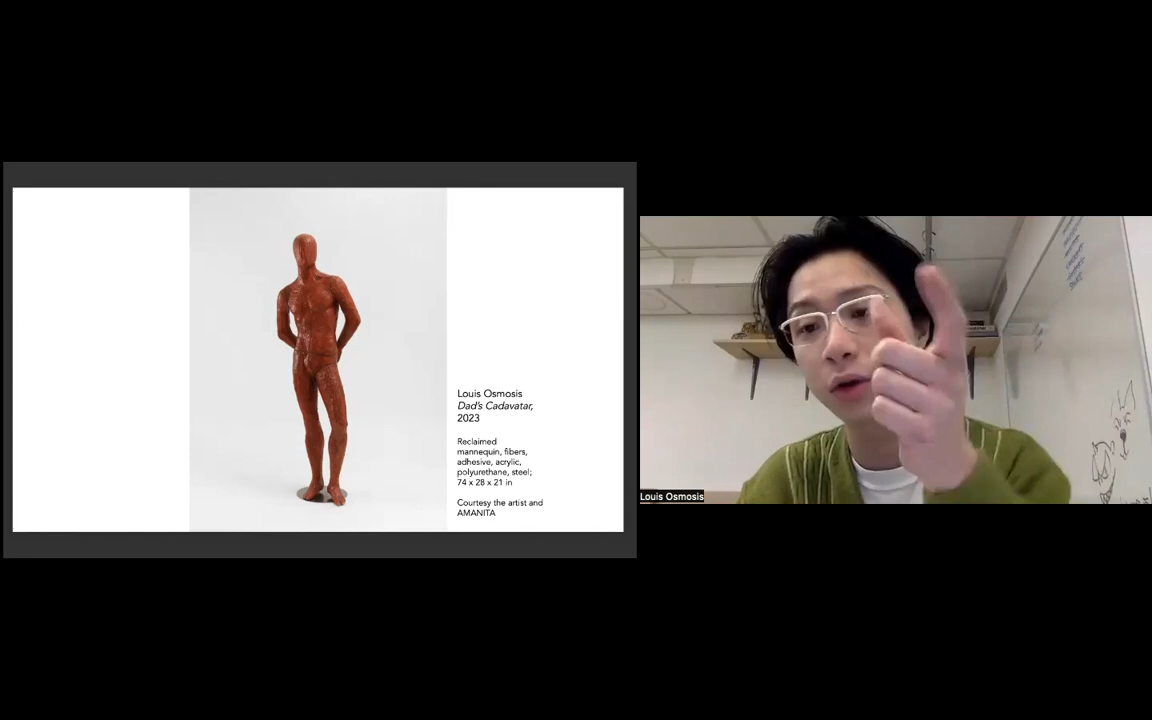 Louis Osmosis
Dad's Cadavatar,
2023
Reclaimed
mannequin, fibers,
adhesive, acrylic,
polyurethane, steel;
74 x 28 x 21 in
Courtesy the artist and
AMANITA
Louis Osmosis